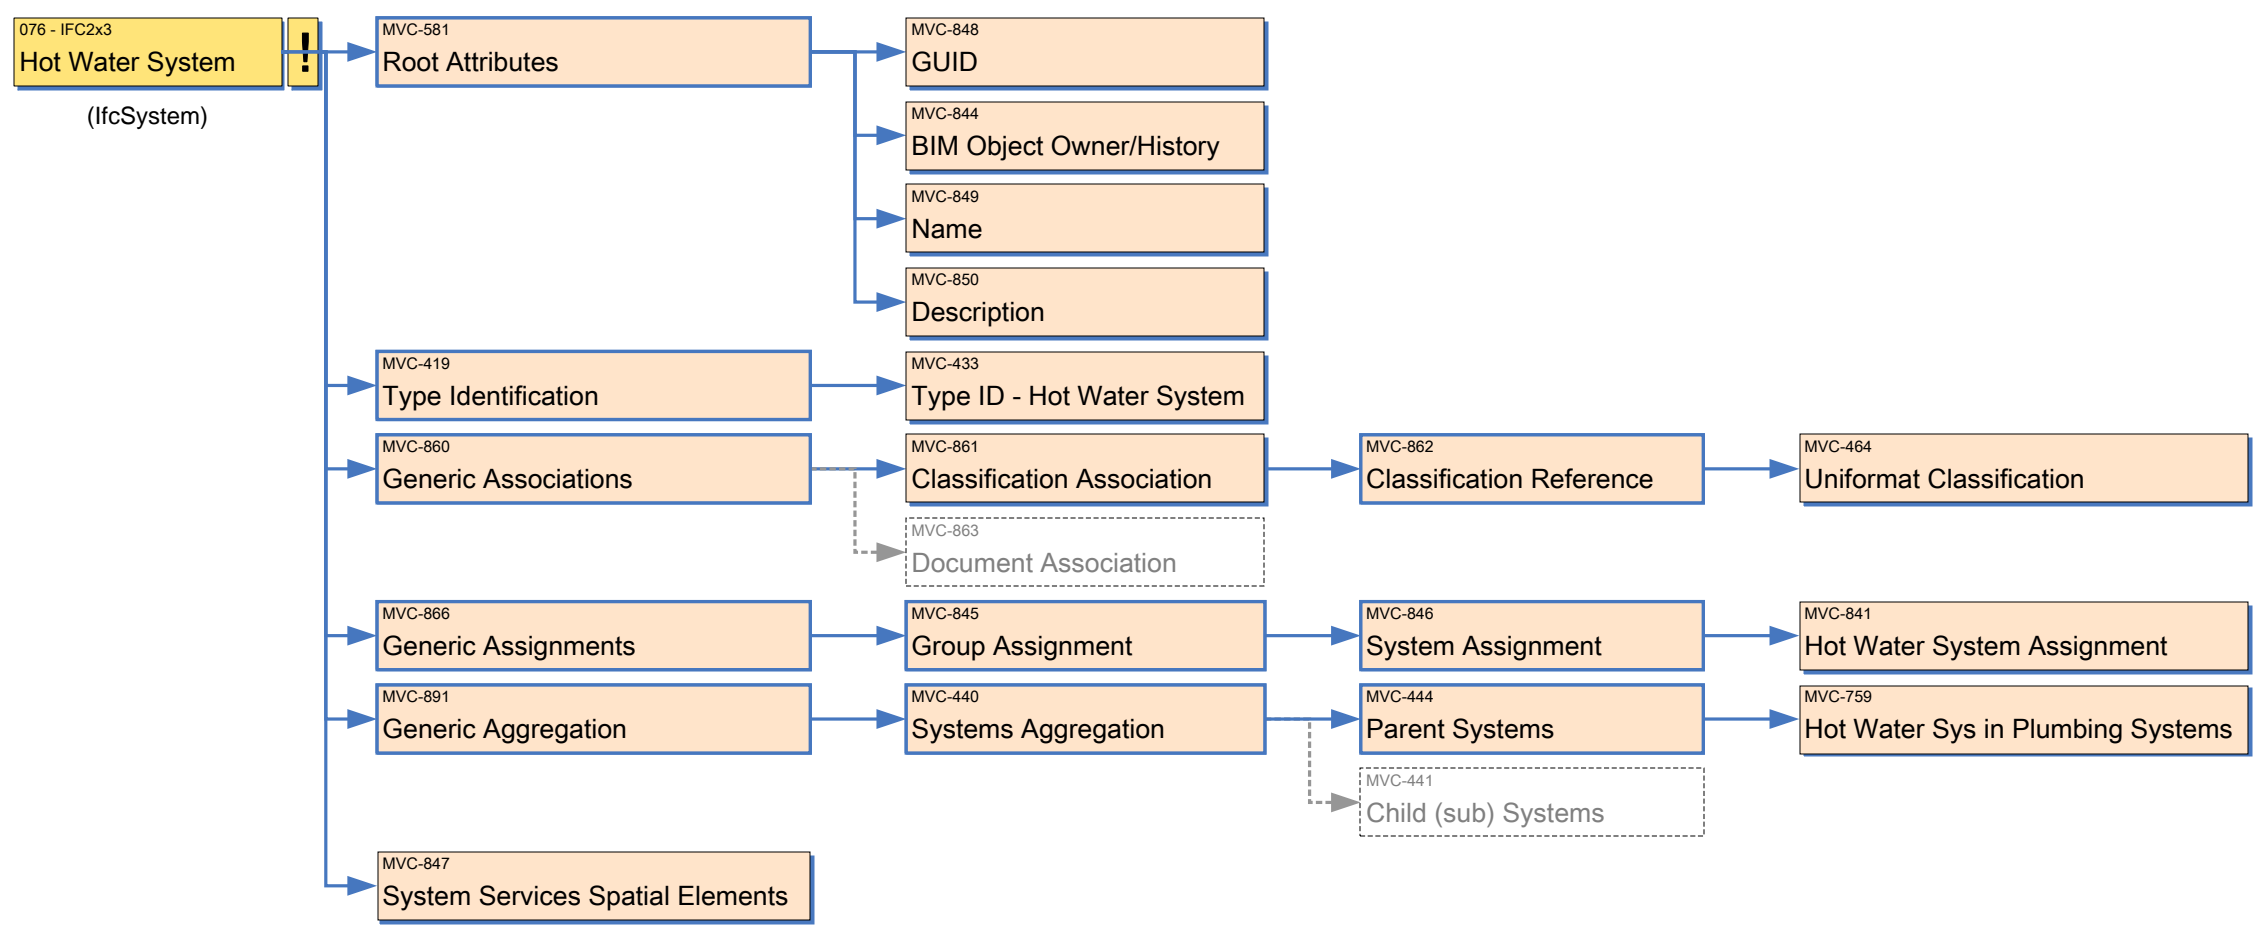 076 - IFC2x3
Hot Water System
!
(IfcSystem)
MVC-581
Root Attributes
MVC-848
GUID
MVC-844
BIM Object Owner/History
MVC-849
Name
MVC-850
Description
MVC-419
Type Identification
MVC-433
Type ID - Hot Water System
MVC-860
Generic Associations
MVC-861
Classification Association
MVC-862
Classification Reference
MVC-464
Uniformat Classification
MVC-863
Document Association
MVC-866
Generic Assignments
MVC-845
Group Assignment
MVC-846
System Assignment
MVC-841
Hot Water System Assignment
MVC-891
Generic Aggregation
MVC-440
Systems Aggregation
MVC-444
Parent Systems
MVC-759
Hot Water Sys in Plumbing Systems
MVC-441
Child (sub) Systems
MVC-847
System Services Spatial Elements